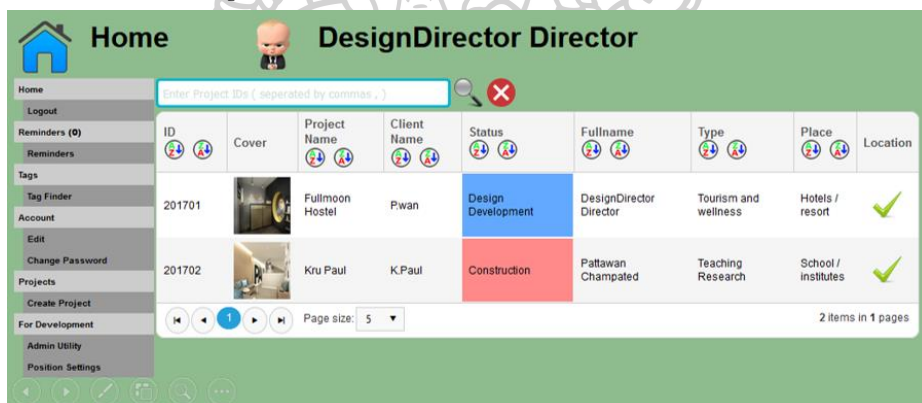 Home
DesignDirector Director
Home
Logout
Reminders (0)
Reminders
Tags
Tag Finder
Account
Edit
Change Password
Projects
Create Project
For Development
Admin Utility
Position Settings
Enter Project IDs ( seperated by commas , )
ID
Cover
Project
Name
Client
Name
Status
Fullname
Type
Place
Location
201701
Fullmoon
Hostel
P.wan
Design
Development
DesignDirector
Director
Tourism and
wellness
Hotels /
resort
201702
Kru Paul
K.Paul
Construction
Pattawan
Champated
Teaching
Research
School /
institutes
1
Page size: 5
2 items in 1 pages